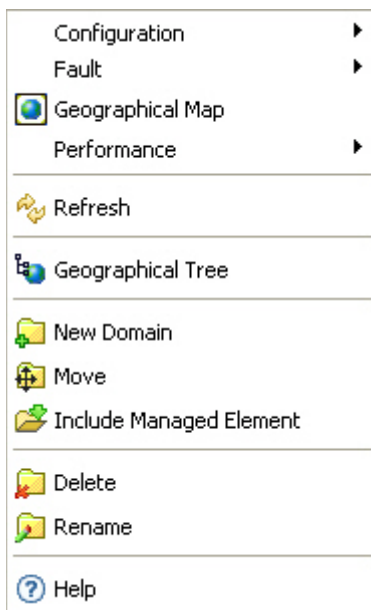 Configuration
Fault
Geographical Map
Performance
Refresh
Geographical Tree
New Domain
Move
Include Managed Element
Delete
Rename
Help